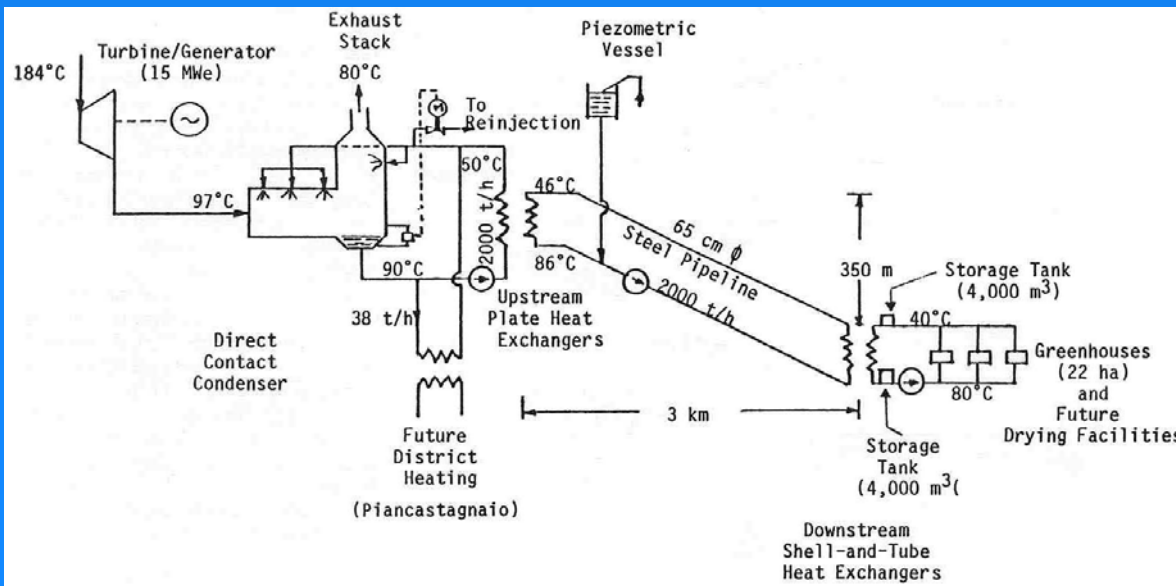 Exhaust
Stack
80°C
Turbine/Generator
(15 MWe)
184°C
Piezometric
Vessel
M
To
Reinjection
50°C
46°C
97°C
2000 t/h
65 cm ϕ
Steel Pipeline
350 m
Storage Tank
(4,000 m³)
90°C
86°C
2000 t/h
Upstream
Plate Heat
Exchangers
38 t/h
40°C
Greenhouses
(22 ha)
and
Future
Drying Facilities
80°C
Direct
Contact
Condenser
3 km
Storage
Tank
(4,000 m³(
Future
District
Heating
(Piancastagnaio)
Downstream
Shell-and-Tube
Heat Exchangers